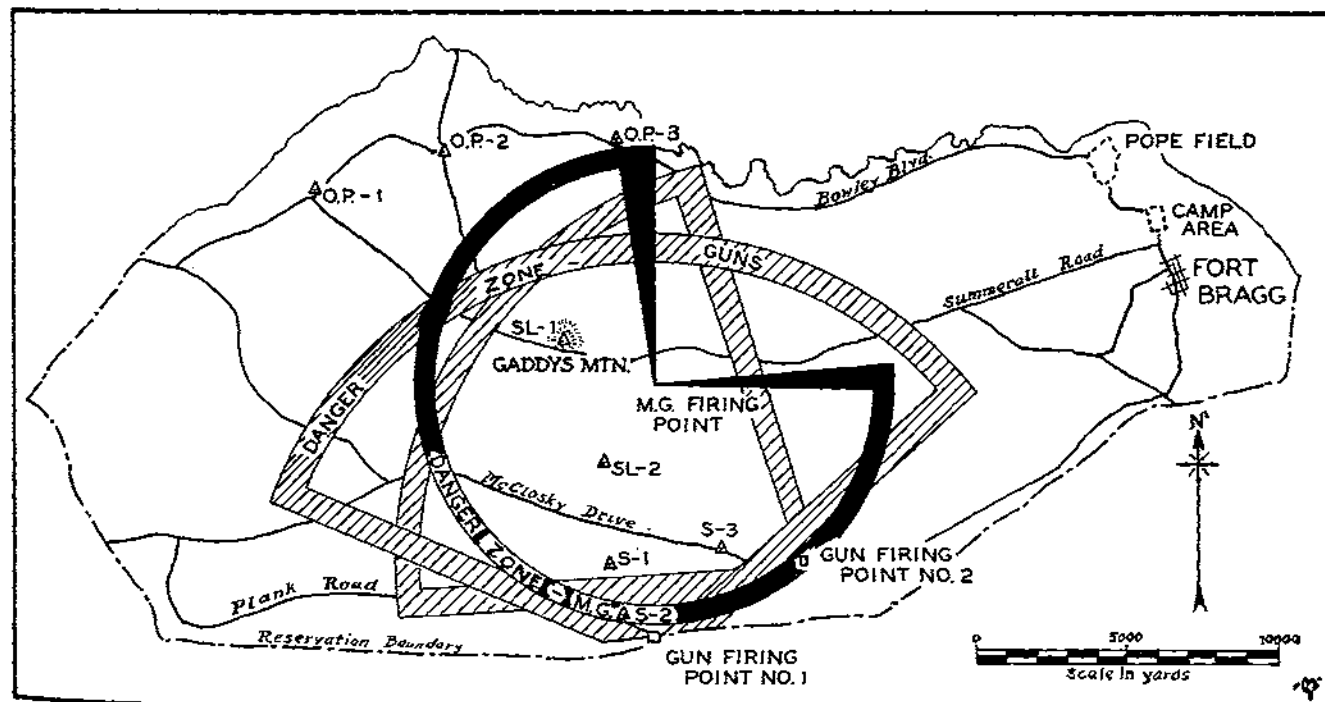 O.P.-3
O.P.-2
POPE FIELD
Bowley Blvd.
O.P.-1
CAMP
AREA
ZONE GUNS
Summerall Road
FORT
BRAGG
SL-1
GADDYS MTN.
DANGER
M.G. FIRING
POINT
N
SL-2
DANGER ZONE - M.G.
McClosky Drive
S-3
S-1
GUN FIRING
POINT NO. 2
Plank Road
S-2
Reservation Boundary
GUN FIRING
POINT NO. 1
0 5000 10000
Scale in yards